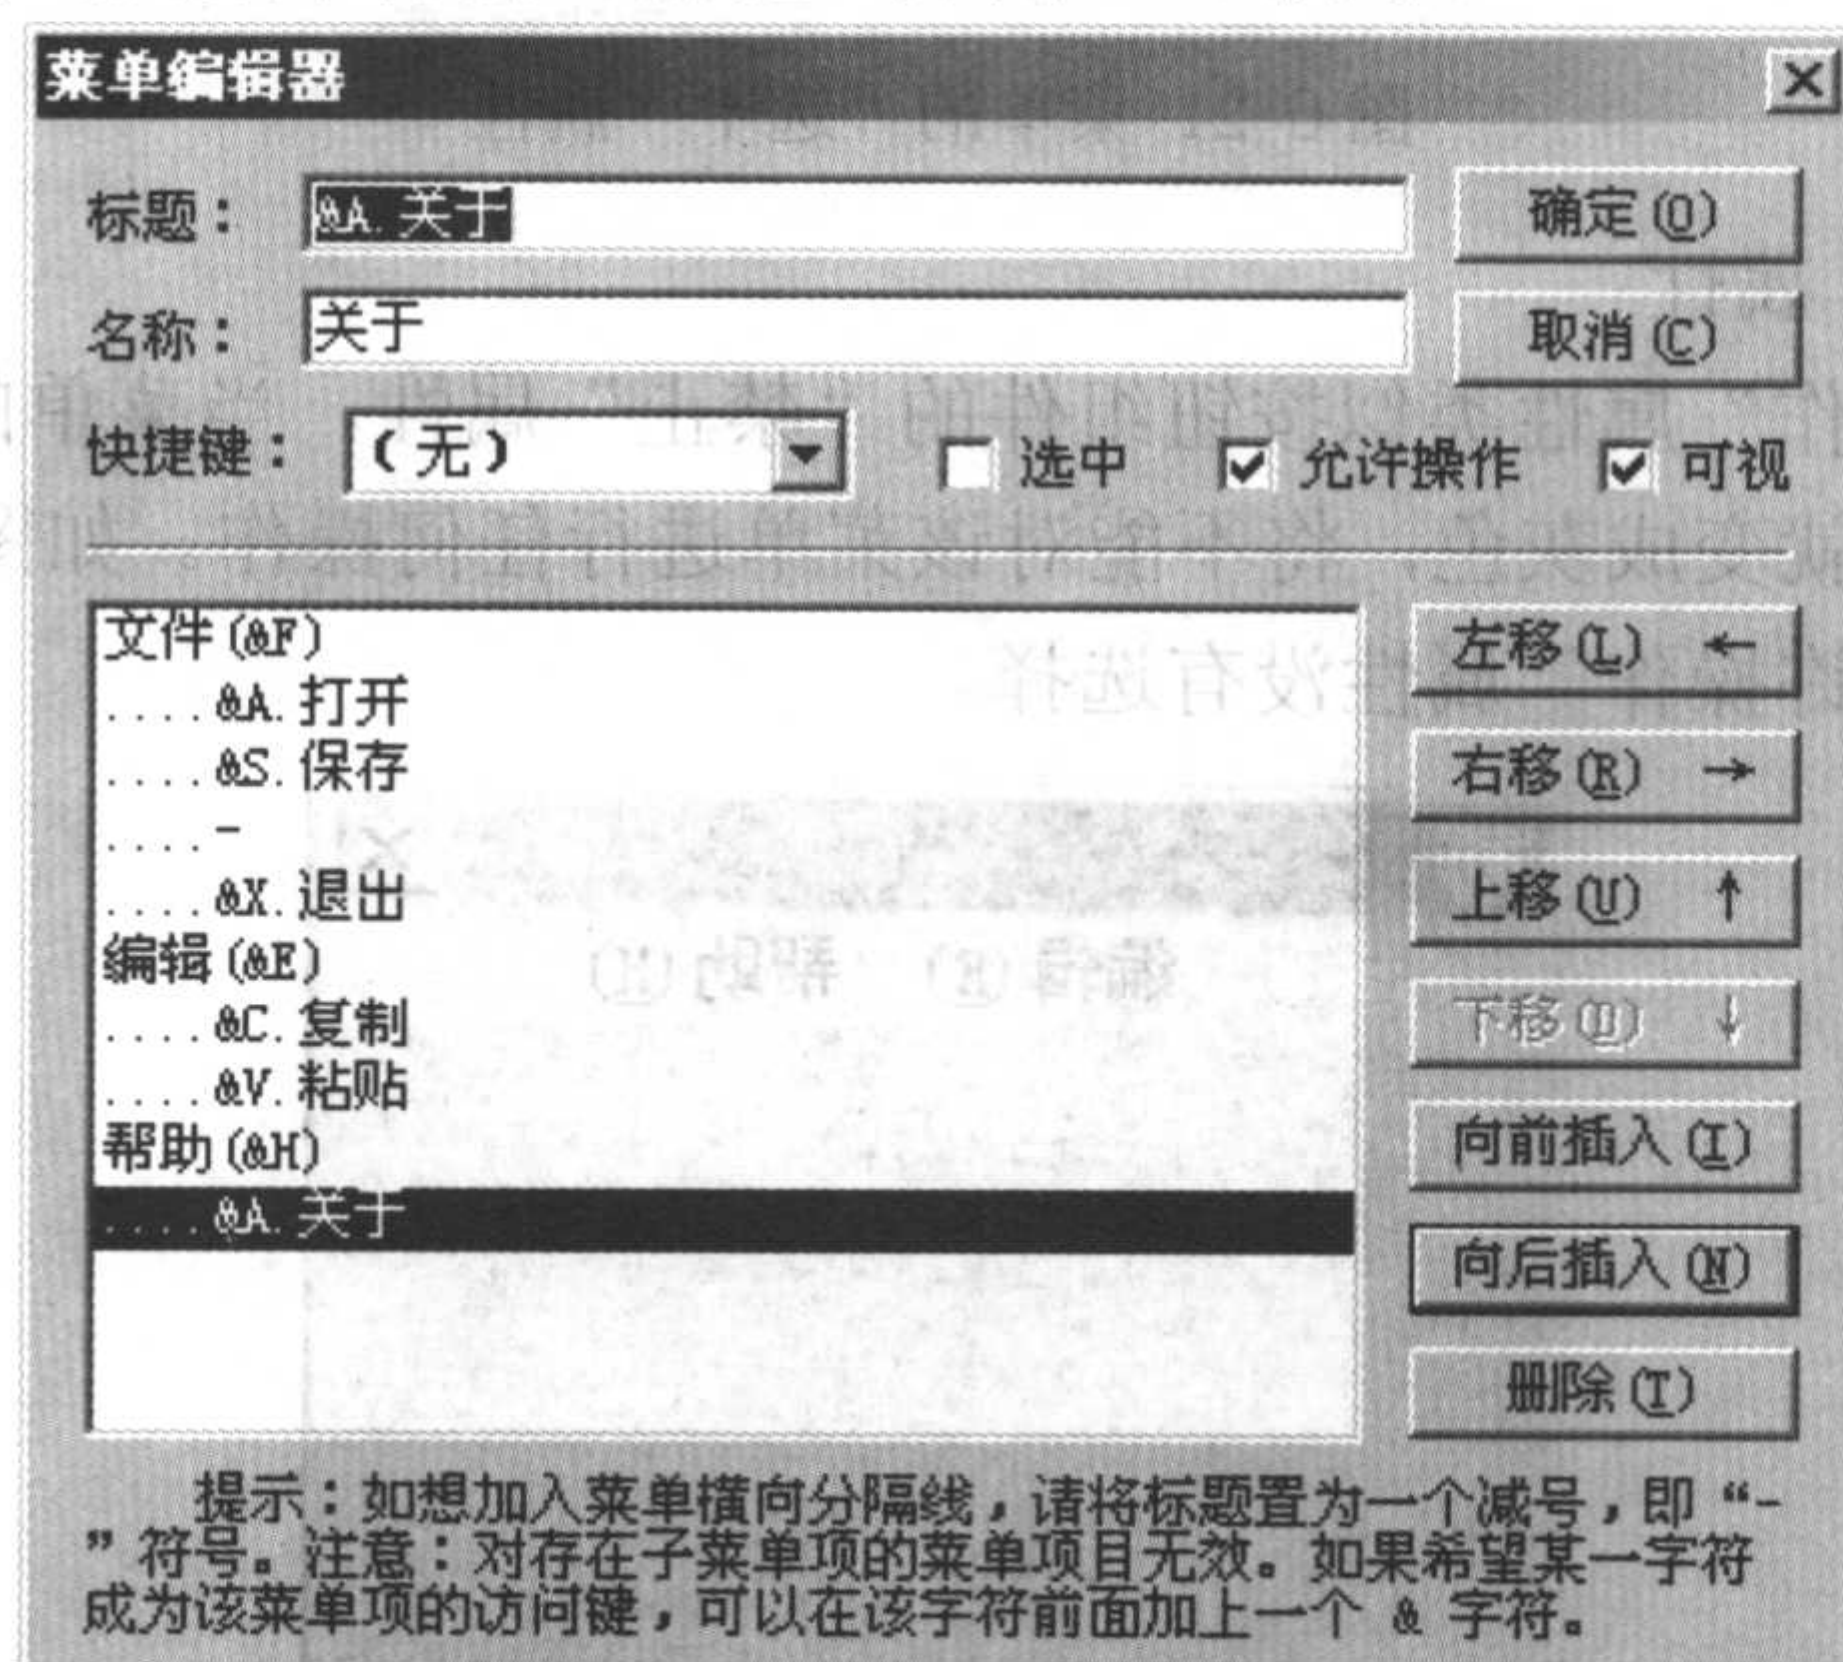 菜单编辑器
标题： &A.关于 确定(O)
名称： 关于 取消(C)
快捷键： （无） 选中 允许操作 可视
文件(&F) 左移(L) ←
....&A.打开
....&S.保存 右移(R) →
....-
....&X.退出 上移(U) ↑
编辑(&E)
....&C.复制 下移(D) ↓
....&V.粘贴
帮助(&H) 向前插入(I)
....&A.关于
向后插入(N)
删除(T)
提示：如想加入菜单横向分隔线，请将标题置为一个减号，即“-
”符号。注意：对存在子菜单项的菜单项目无效。如果希望某一字符
成为该菜单项的访问键，可以在该字符前面加上一个 & 字符。